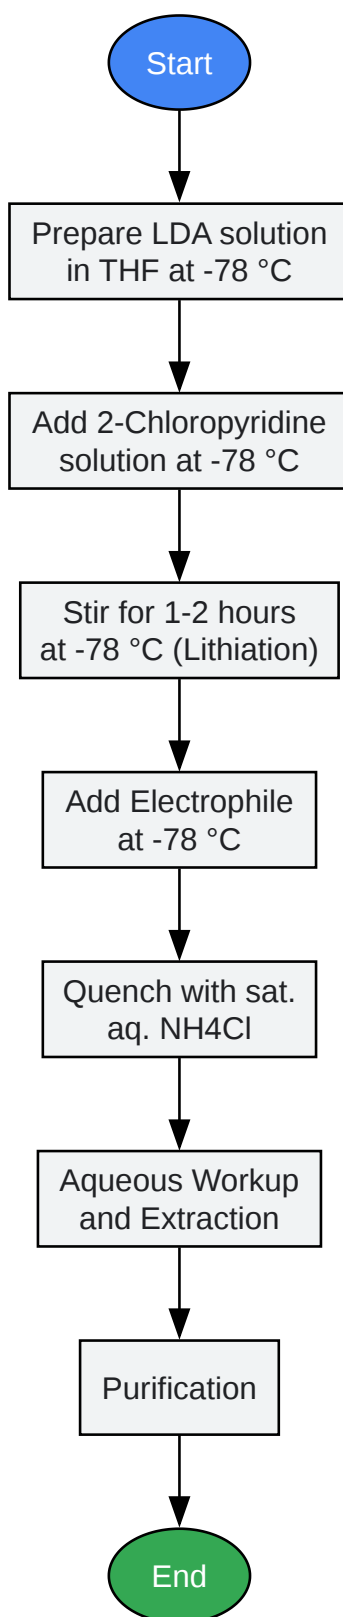 Start
Prepare LDA solution
in THF at -78 °C
Add 2-Chloropyridine
solution at -78 °C
Stir for 1-2 hours
at -78 °C (Lithiation)
Add Electrophile
at -78 °C
Quench with sat.
aq. NH4Cl
Aqueous Workup
and Extraction
Purification
End